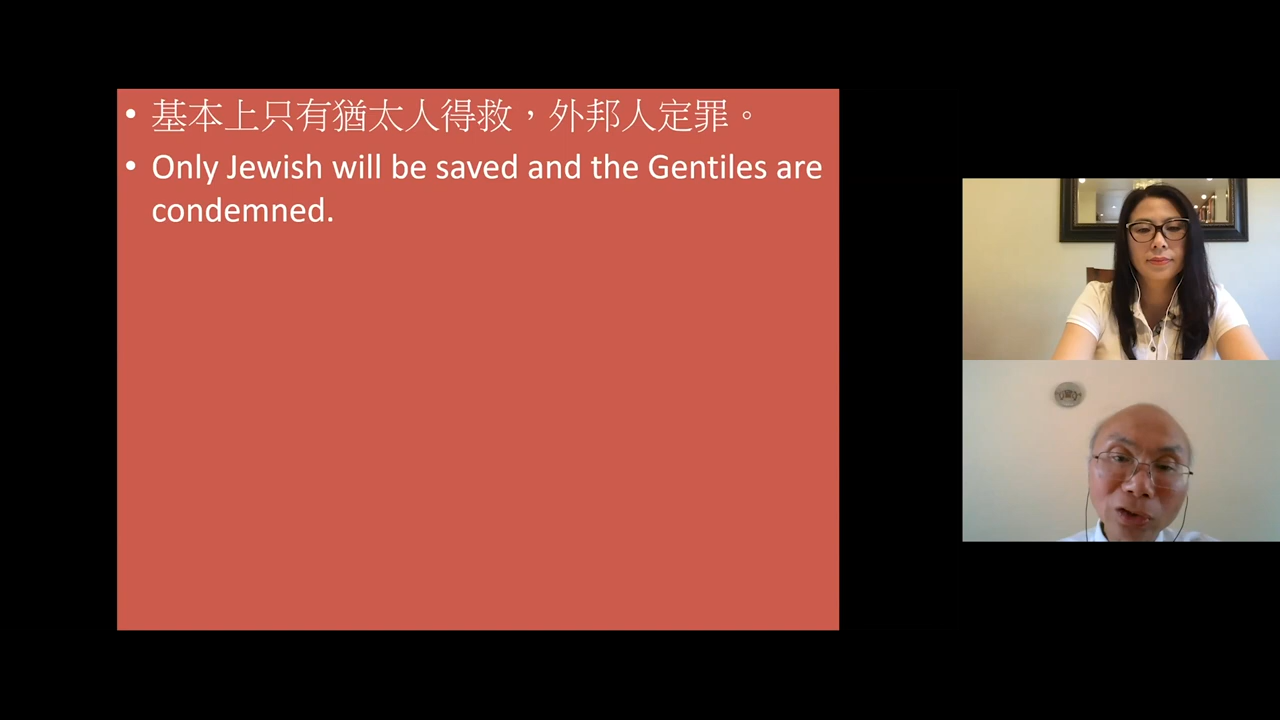 • 基本上只有猶太人得救，外邦人定罪。
• Only Jewish will be saved and the Gentiles are
condemned.